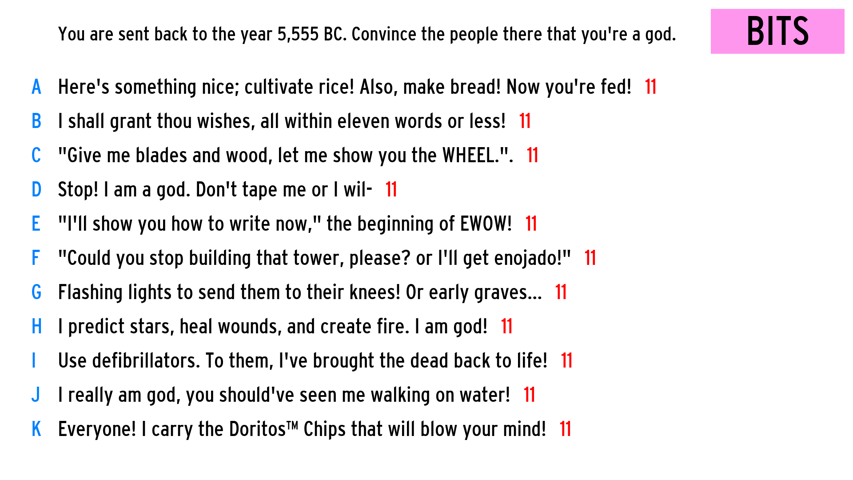 You are sent back to the year 5,555 BC. Convince the people there that you're a god.
BITS
A Here's something nice; cultivate rice! Also, make bread! Now you're fed! 11
B I shall grant thou wishes, all within eleven words or less! 11
C "Give me blades and wood, let me show you the WHEEL.". 11
D Stop! I am a god. Don't tape me or I wil- 11
E "I'll show you how to write now," the beginning of EWOW! 11
F "Could you stop building that tower, please? or I'll get enojado!" 11
G Flashing lights to send them to their knees! Or early graves... 11
H I predict stars, heal wounds, and create fire. I am god! 11
I Use defibrillators. To them, I've brought the dead back to life! 11
J I really am god, you should've seen me walking on water! 11
K Everyone! I carry the Doritos™ Chips that will blow your mind! 11